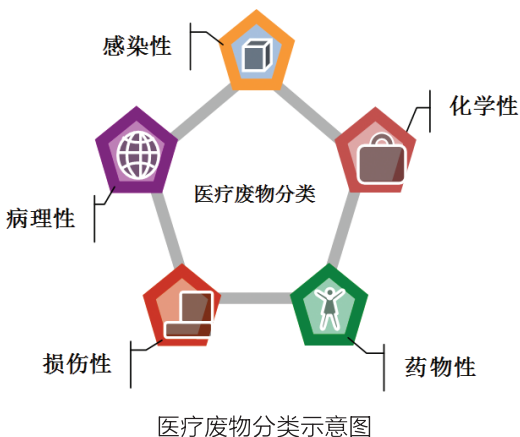 感染性
化学性
医疗废物分类
病理性
损伤性
药物性
医疗废物分类示意图